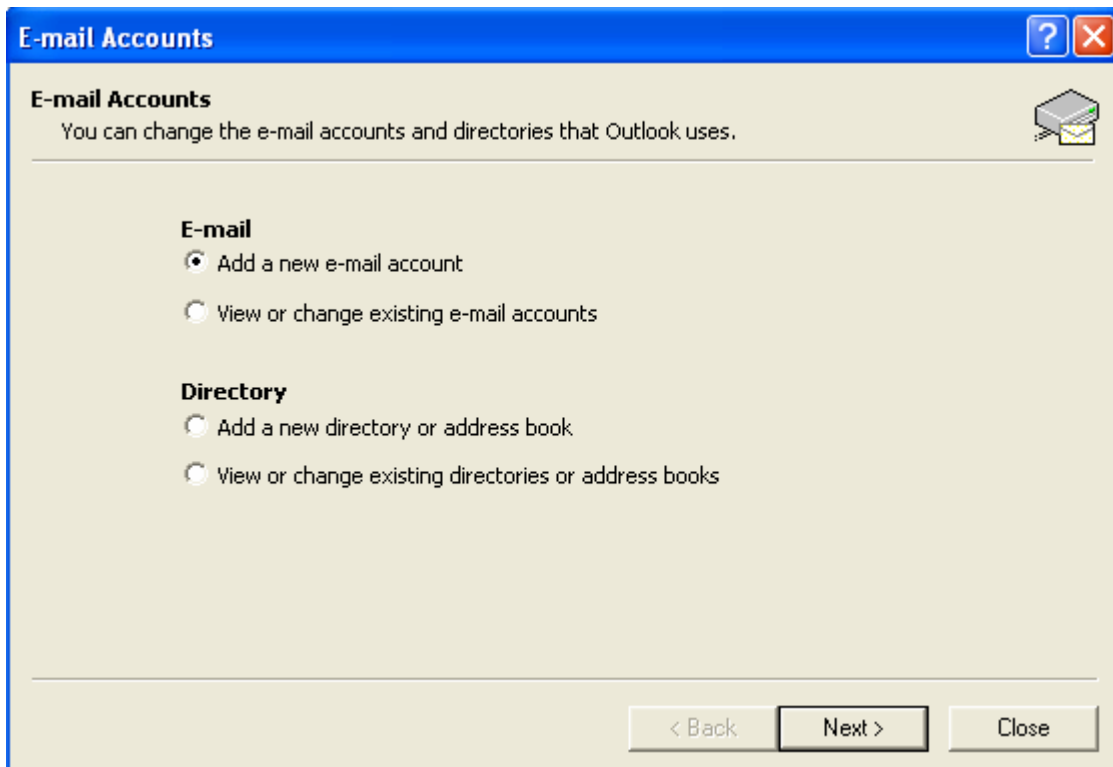 E-mail Accounts
?
E-mail Accounts
You can change the e-mail accounts and directories that Outlook uses.
E-mail
Add a new e-mail account
View or change existing e-mail accounts
Directory
Add a new directory or address book
View or change existing directories or address books
< Back Next > Close